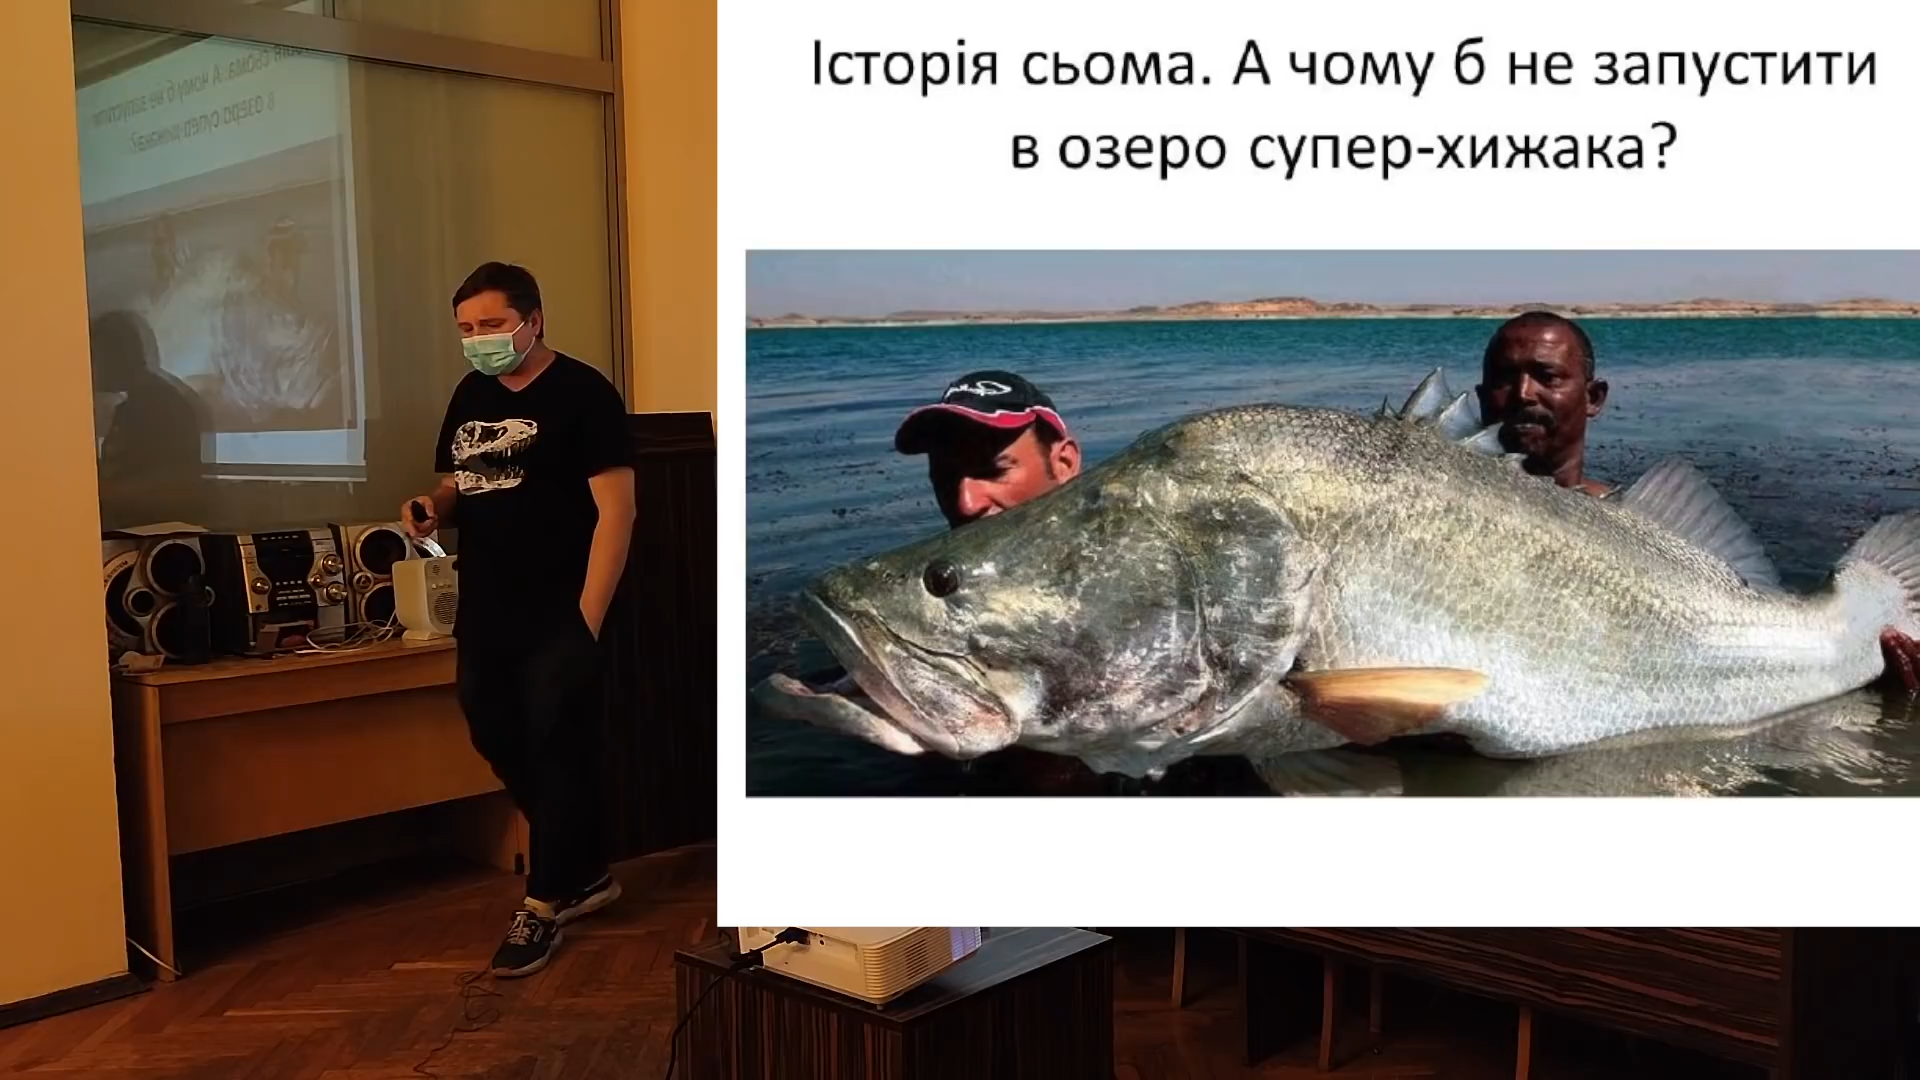 Історія сьома. А чому б не запустити
в озеро супер-хижака?